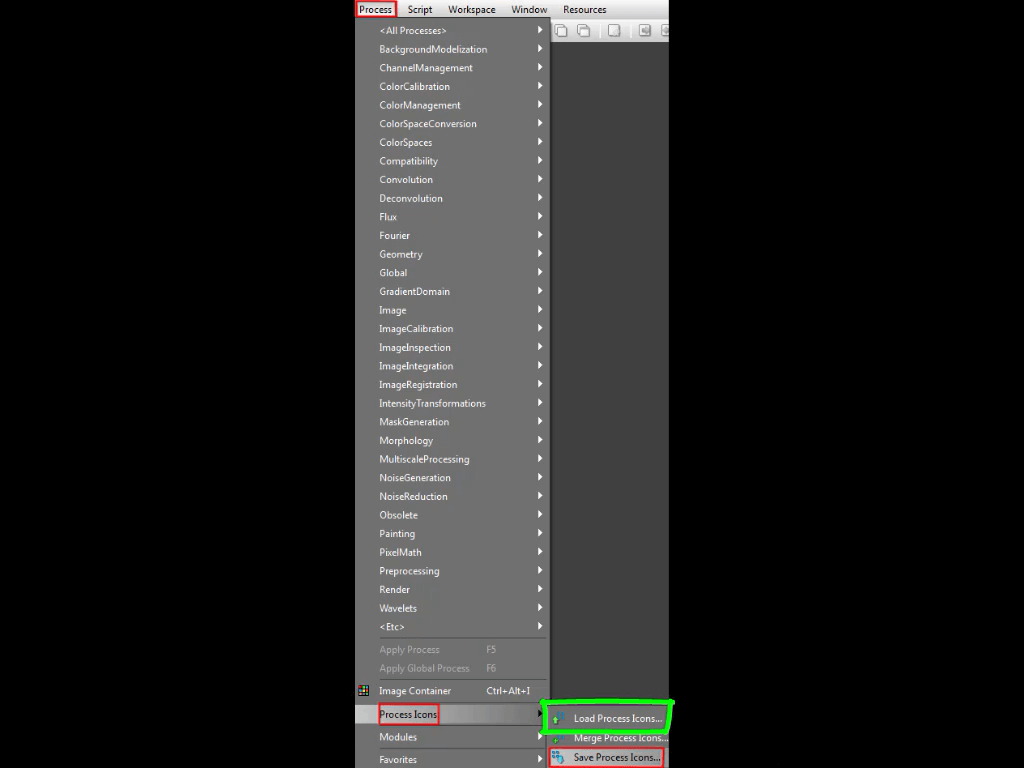 Process Script Workspace Window Resources
<All Processes>
BackgroundModelization
ChannelManagement
ColorCalibration
ColorManagement
ColorSpaceConversion
ColorSpaces
Compatibility
Convolution
Deconvolution
Flux
Fourier
Geometry
Global
GradientDomain
Image
ImageCalibration
ImageInspection
ImageIntegration
ImageRegistration
IntensityTransformations
MaskGeneration
Morphology
MultiscaleProcessing
NoiseGeneration
NoiseReduction
Obsolete
Painting
PixelMath
Preprocessing
Render
Wavelets
<Etc>
Apply Process F5
Apply Global Process F6
Image Container Ctrl+Alt+I
Process Icons
Load Process Icons...
Modules
Merge Process Icons...
Favorites
Save Process Icons...